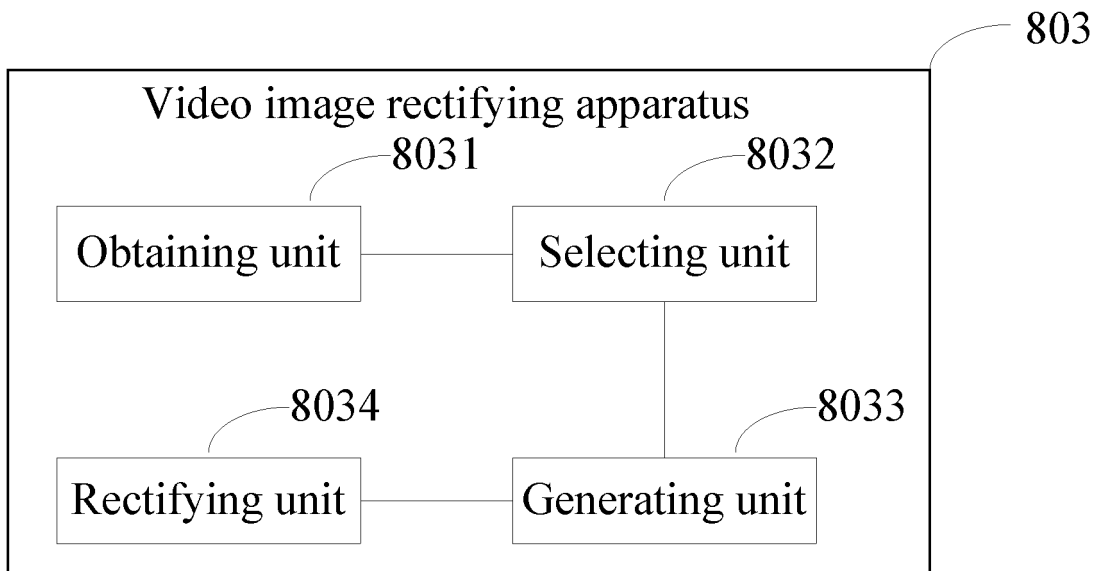 803
Video image rectifying apparatus
8031
8032
Obtaining unit
Selecting unit
8034
8033
Rectifying unit
Generating unit